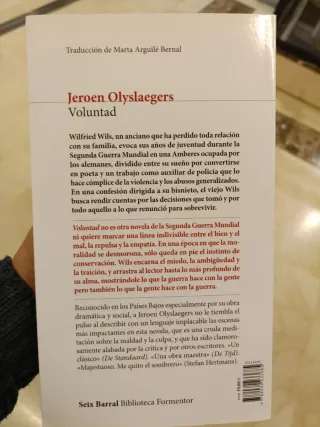 Traducción de Marta Arguilé Bernal
Jeroen Olyslaegers
Voluntad
Wilfried Wils, un anciano que ha perdido toda relación
con su familia, evoca sus años de juventud durante la
Segunda Guerra Mundial en una Amberes ocupada por
los alemanes, dividido entre su sueño por convertirse
en poeta y un trabajo como auxiliar de policía que lo
hace cómplice de la violencia y los abusos generalizados.
En una confesión dirigida a su bisnieto, el viejo Wils
busca rendir cuentas por las decisiones que tomó y por
todo aquello a lo que renunció para sobrevivir.
Voluntad no es otra novela de la Segunda Guerra Mundial
ni quiere marcar una línea indivisible entre el bien y el
mal, la repulsa y la empatía. En una época en que la mo-
ralidad se desmorona, sólo queda en pie el instinto de
conservación. Wils encarna el miedo, la ambigüedad y
la traición, y arrastra al lector hasta lo más profundo de
su alma, mostrándole lo que la guerra hace con la gente
pero también lo que la gente hace con la guerra.
Reconocido en los Países Bajos especialmente por su obra
dramática y social, a Jeroen Olyslaegers no le tiembla el
pulso al describir con un lenguaje implacable las escenas
más impactantes en esta novela, que es una cruda medi-
tación sobre la maldad y la culpa, y que ha sido clamoro-
samente alabada por la crítica y por otros escritores. «Un
clásico» (De Standaard). «Una obra maestra» (De Tijd).
«Majestuoso. Me quito el sombrero» (Stefan Hertmans).
Seix Barral Biblioteca Formentor